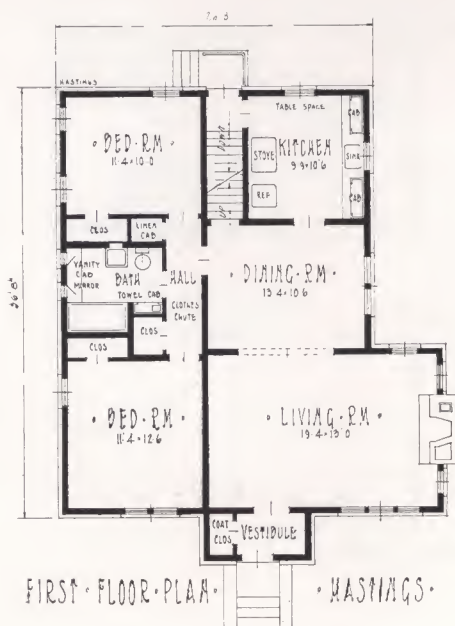 HASTINGS
BED·RM
11·4×10·0
TABLE SPACE
CAB
KITCHEN
9·9×10·6
STOVE
SINK
REF
CAB
DOWN
UP
CLOS
LINEN
CAB
VANITY
CAB
MIRROR
BATH
TOWEL CAB
HALL
CLOTHES
CHUTE
CLOS
CLOS
DINING·RM
13·4×10·6
BED·RM
11·4×12·6
LIVING·RM
19·4×13·0
COAT
CLOS
VESTIBULE
FIRST·FLOOR·PLAN· ·HASTINGS·